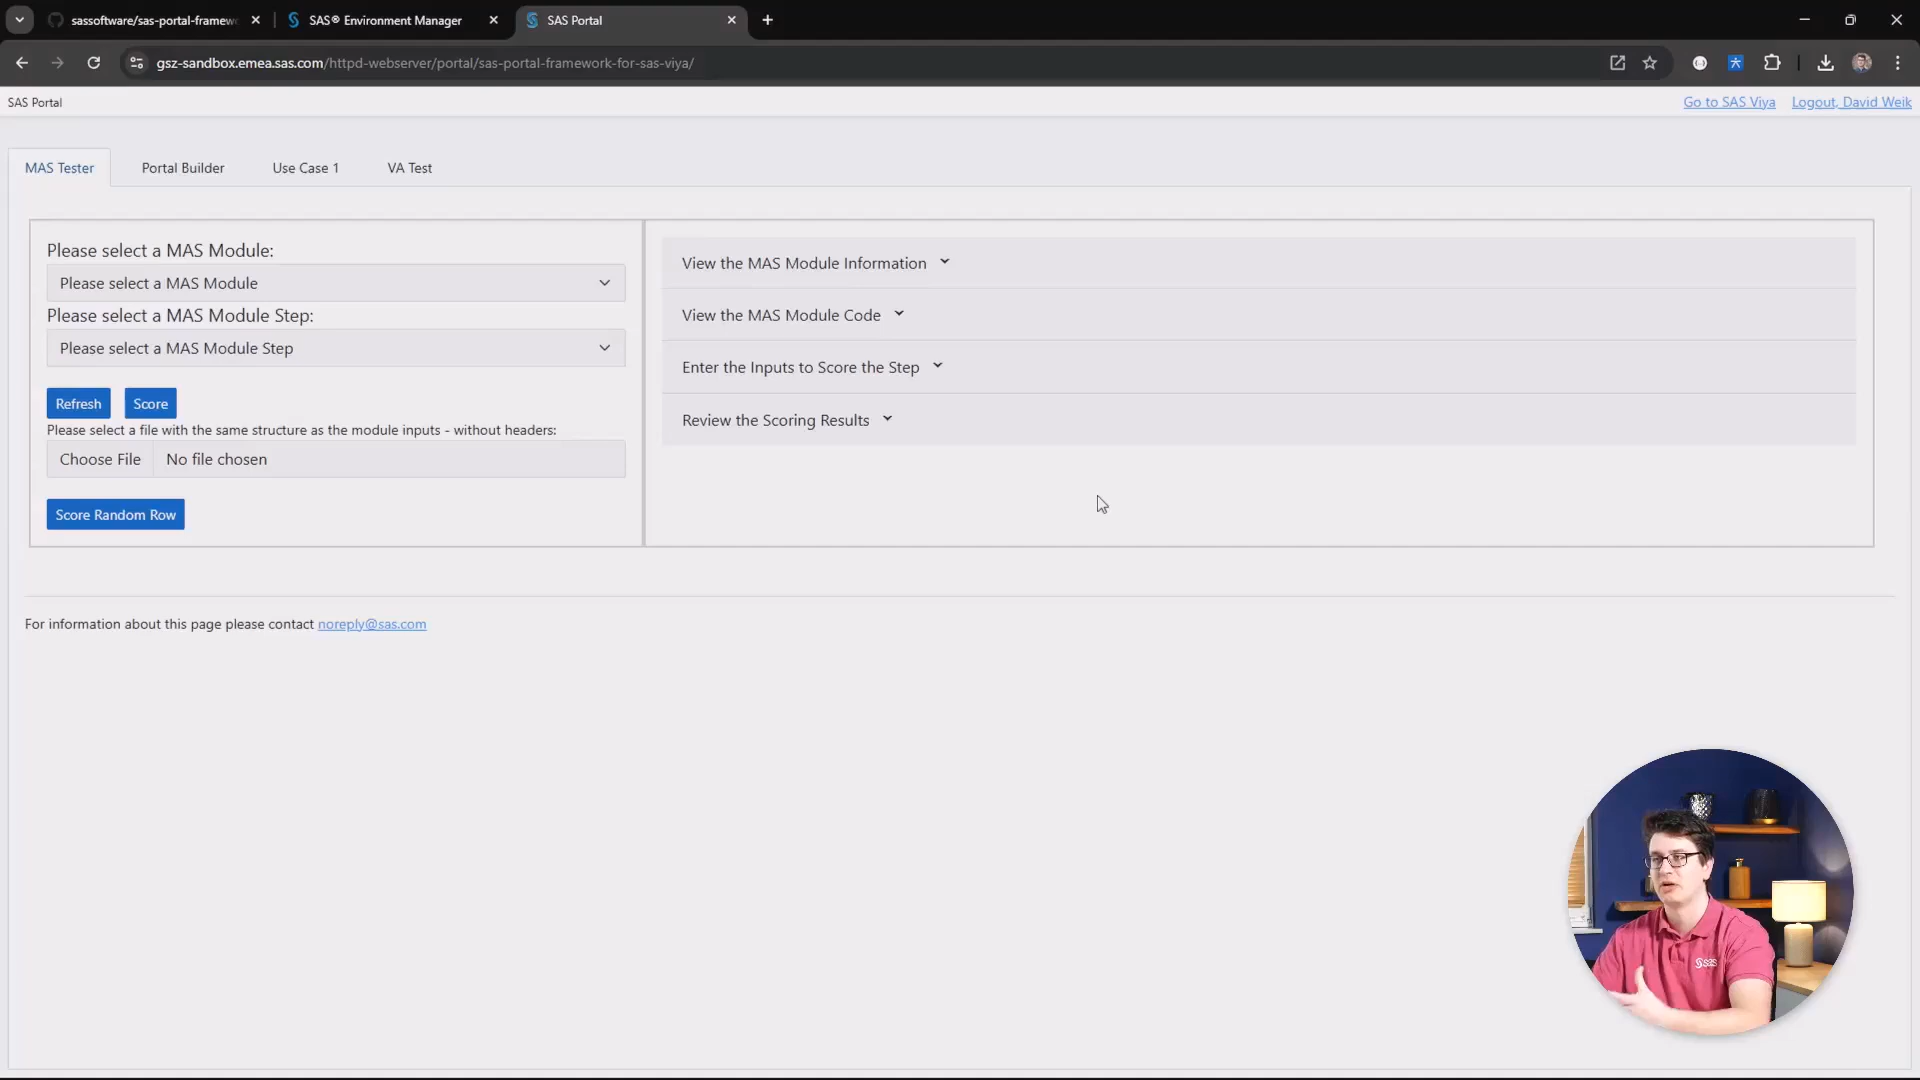 sassoftware/sas-portal-framew
SAS® Environment Manager
SAS Portal
gsz-sandbox.emea.sas.com/httpd-webserver/portal/sas-portal-framework-for-sas-viya/
SAS Portal
Go to SAS Viya
Logout, David Weik
MAS Tester
Portal Builder
Use Case 1
VA Test
Please select a MAS Module:
Please select a MAS Module
Please select a MAS Module Step:
Please select a MAS Module Step
Refresh
Score
Please select a file with the same structure as the module inputs - without headers:
Choose File
No file chosen
Score Random Row
View the MAS Module Information
View the MAS Module Code
Enter the Inputs to Score the Step
Review the Scoring Results
For information about this page please contact noreply@sas.com
sas